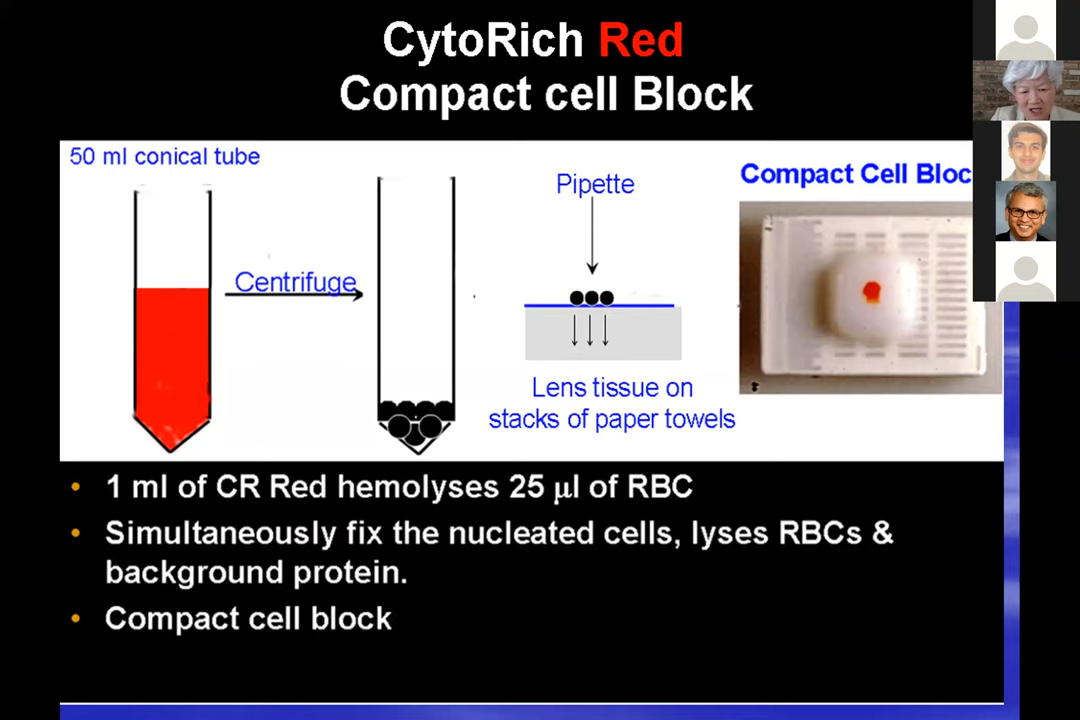 CytoRich Red
Compact cell Block
50 ml conical tube
Centrifuge
Pipette
Lens tissue on
stacks of paper towels
Compact Cell Bloc
• 1 ml of CR Red hemolyses 25 μl of RBC
• Simultaneously fix the nucleated cells, lyses RBCs &
background protein.
• Compact cell block